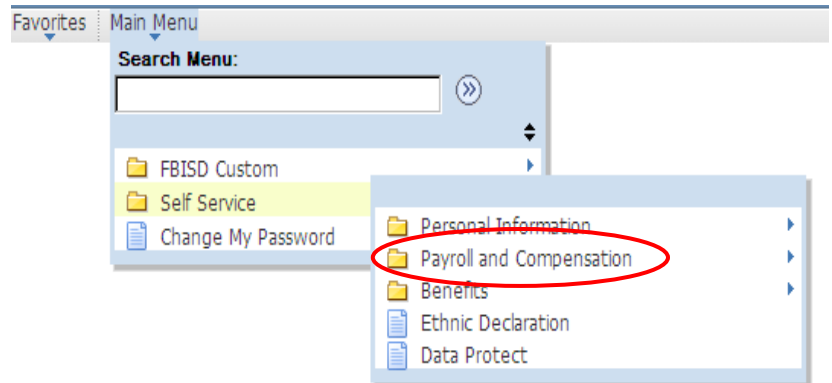 Favorites Main Menu
Search Menu:
FBISD Custom
Self Service
Change My Password
Personal Information
Payroll and Compensation
Benefits
Ethnic Declaration
Data Protect